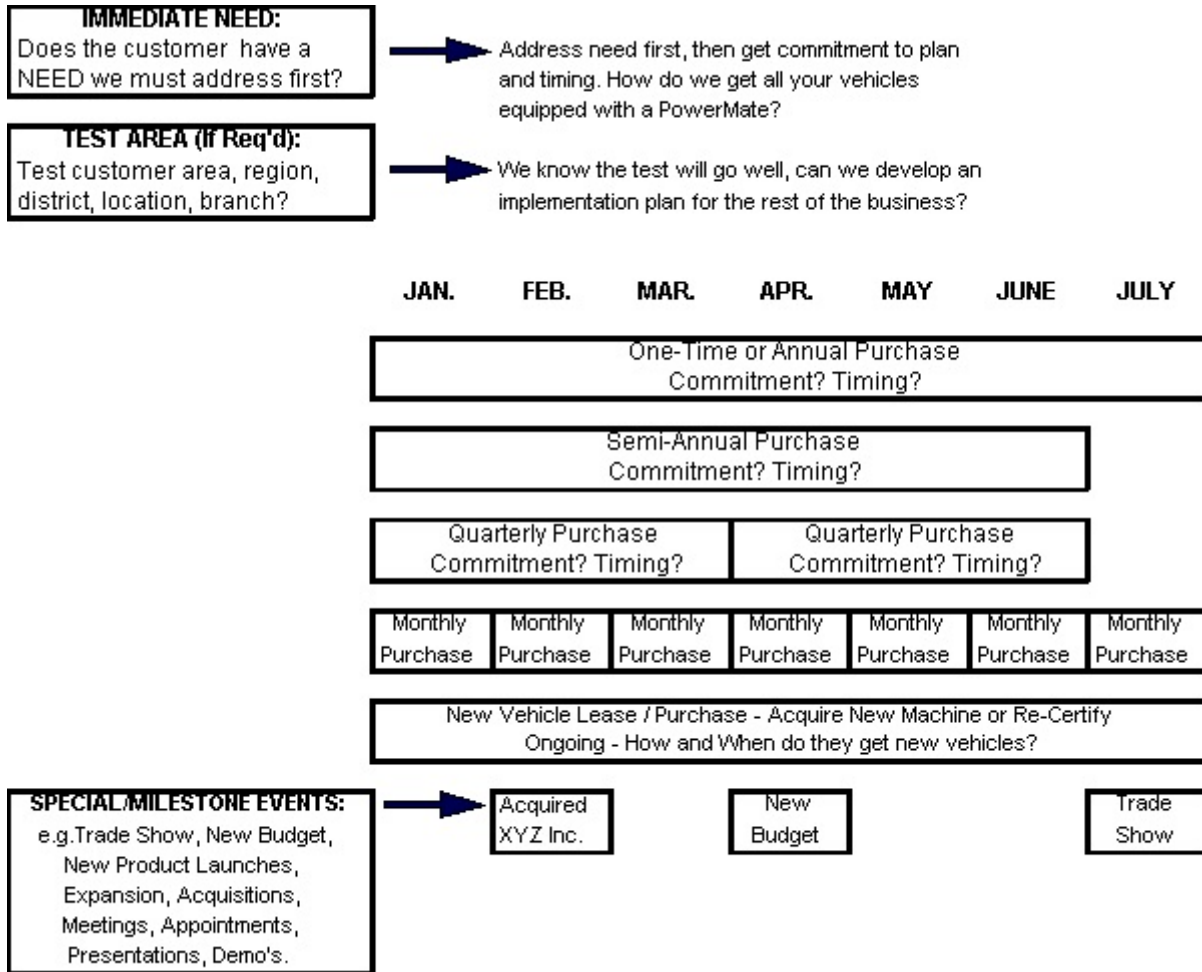 IMMEDIATE NEED:
Does the customer have a
NEED we must address first?
Address need first, then get commitment to plan
and timing. How do we get all your vehicles
equipped with a PowerMate?
TEST AREA (If Req'd):
Test customer area, region,
district, location, branch?
We know the test will go well, can we develop an
implementation plan for the rest of the business?
JAN. FEB. MAR. APR. MAY JUNE JULY
One-Time or Annual Purchase
Commitment? Timing?
Semi-Annual Purchase
Commitment? Timing?
Quarterly Purchase
Commitment? Timing?
Quarterly Purchase
Commitment? Timing?
Monthly
Purchase
Monthly
Purchase
Monthly
Purchase
Monthly
Purchase
Monthly
Purchase
Monthly
Purchase
Monthly
Purchase
New Vehicle Lease / Purchase - Acquire New Machine or Re-Certify
Ongoing - How and When do they get new vehicles?
SPECIAL/MILESTONE EVENTS:
e.g.Trade Show, New Budget,
New Product Launches,
Expansion, Acquisitions,
Meetings, Appointments,
Presentations, Demo's.
Acquired
XYZ Inc.
New
Budget
Trade
Show